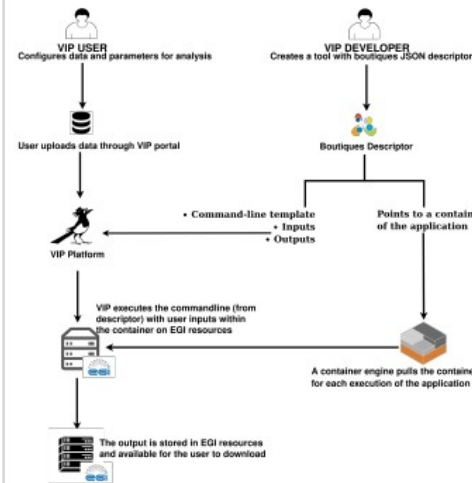 VIP USER
Configures data and parameters for analysis
VIP DEVELOPER
Creates a tool with boutiques JSON descriptor
User uploads data through VIP portal
Boutiques Descriptor
• Command-line template
• Inputs
• Outputs
Points to a contain
of the application
VIP Platform
VIP executes the commandline (from
descriptor) with user inputs within
the container on EGI resources
A container engine pulls the containe
for each execution of the application
The output is stored in EGI resources
and available for the user to download